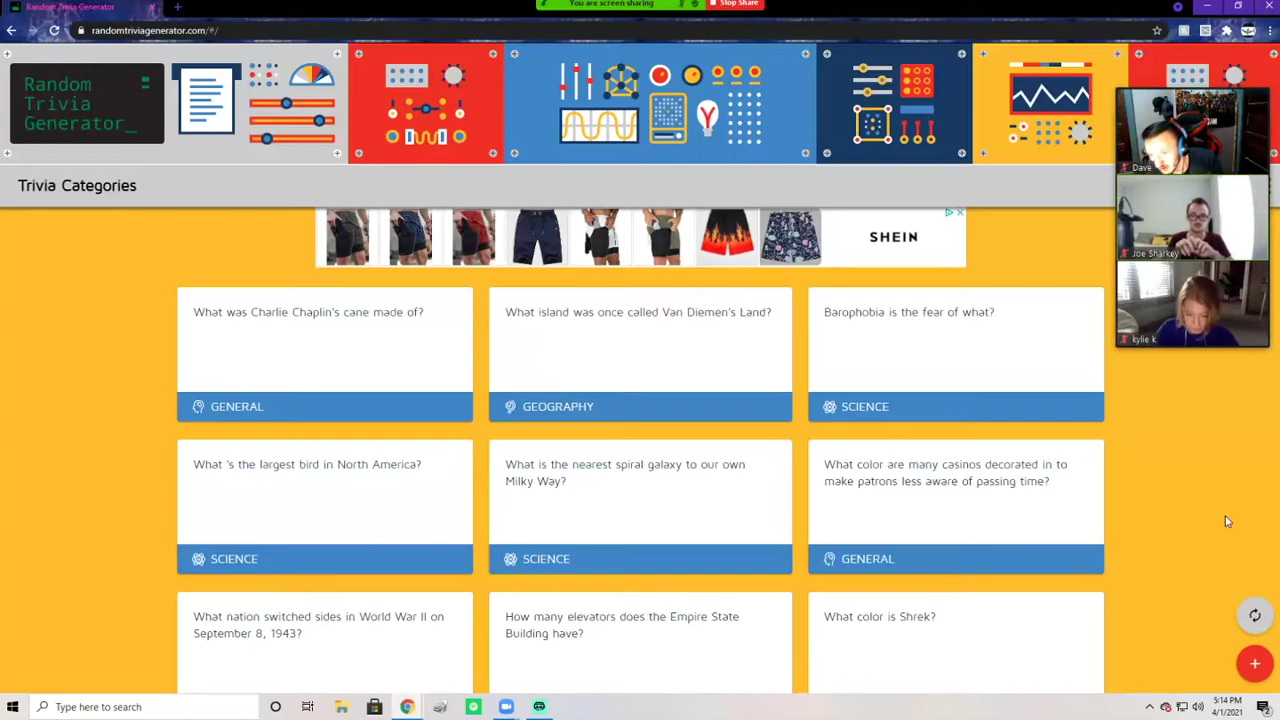 Random Trivia Generator
You are screen sharing
Stop Share
randomtriviagenerator.com/#/
Random
Trivia
Generator_
Trivia Categories
SHEIN
Dave
Joe Sharkey
kylie k
What was Charlie Chaplin's cane made of?
GENERAL
What island was once called Van Diemen's Land?
GEOGRAPHY
Barophobia is the fear of what?
SCIENCE
What 's the largest bird in North America?
SCIENCE
What is the nearest spiral galaxy to our own
Milky Way?
SCIENCE
What color are many casinos decorated in to
make patrons less aware of passing time?
GENERAL
What nation switched sides in World War II on
September 8, 1943?
How many elevators does the Empire State
Building have?
What color is Shrek?
Type here to search
5:14 PM
4/1/2021